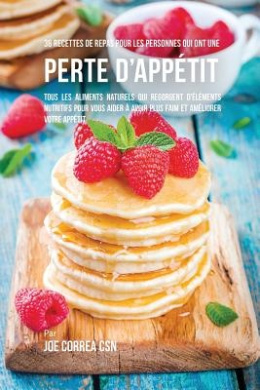 36 RECETTES DE REPAS POUR LES PERSONNES QUI ONT UNE
PERTE D'APPÉTIT
TOUS LES ALIMENTS NATURELS QUI REGORGENT D'ÉLÉMENTS
NUTRITIFS POUR VOUS AIDER À AVOIR PLUS FAIM ET AMÉLIORER
VOTRE APPÉTIT
Par
JOE CORREA CSN